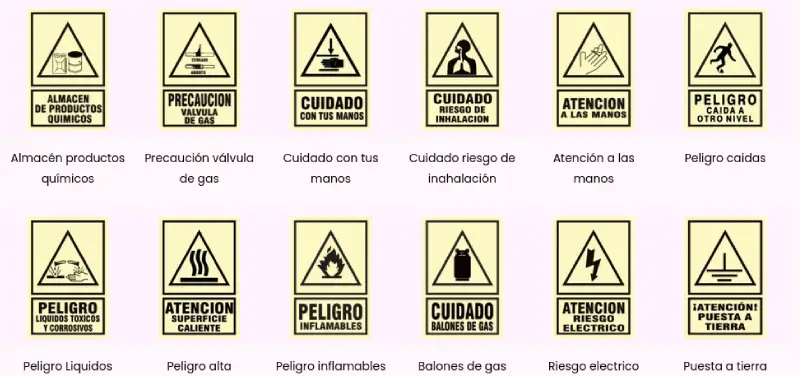 ALMACEN
DE PRODUCTOS
QUIMICOS
PRECAUCION
VALVULA
DE GAS
CERRADO
ABIERTO
CUIDADO
CON TUS MANOS
CUIDADO
RIESGO DE
INHALACION
ATENCION
A LAS MANOS
PELIGRO
CAIDA A
OTRO NIVEL
Almacén productos
químicos
Precaución válvula
de gas
Cuidado con tus
manos
Cuidado riesgo de
inahalación
Atención a las
manos
Peligro caidas
PELIGRO
LIQUIDOS TOXICOS
Y CORROSIVOS
ATENCION
SUPERFICIE
CALIENTE
PELIGRO
INFLAMABLES
CUIDADO
BALONES DE GAS
ATENCION
RIESGO
ELECTRICO
¡ATENCIÓN!
PUESTA A
TIERRA
Peligro Liquidos
Peligro alta
Peligro inflamables
Balones de gas
Riesgo electrico
Puesta a tierra